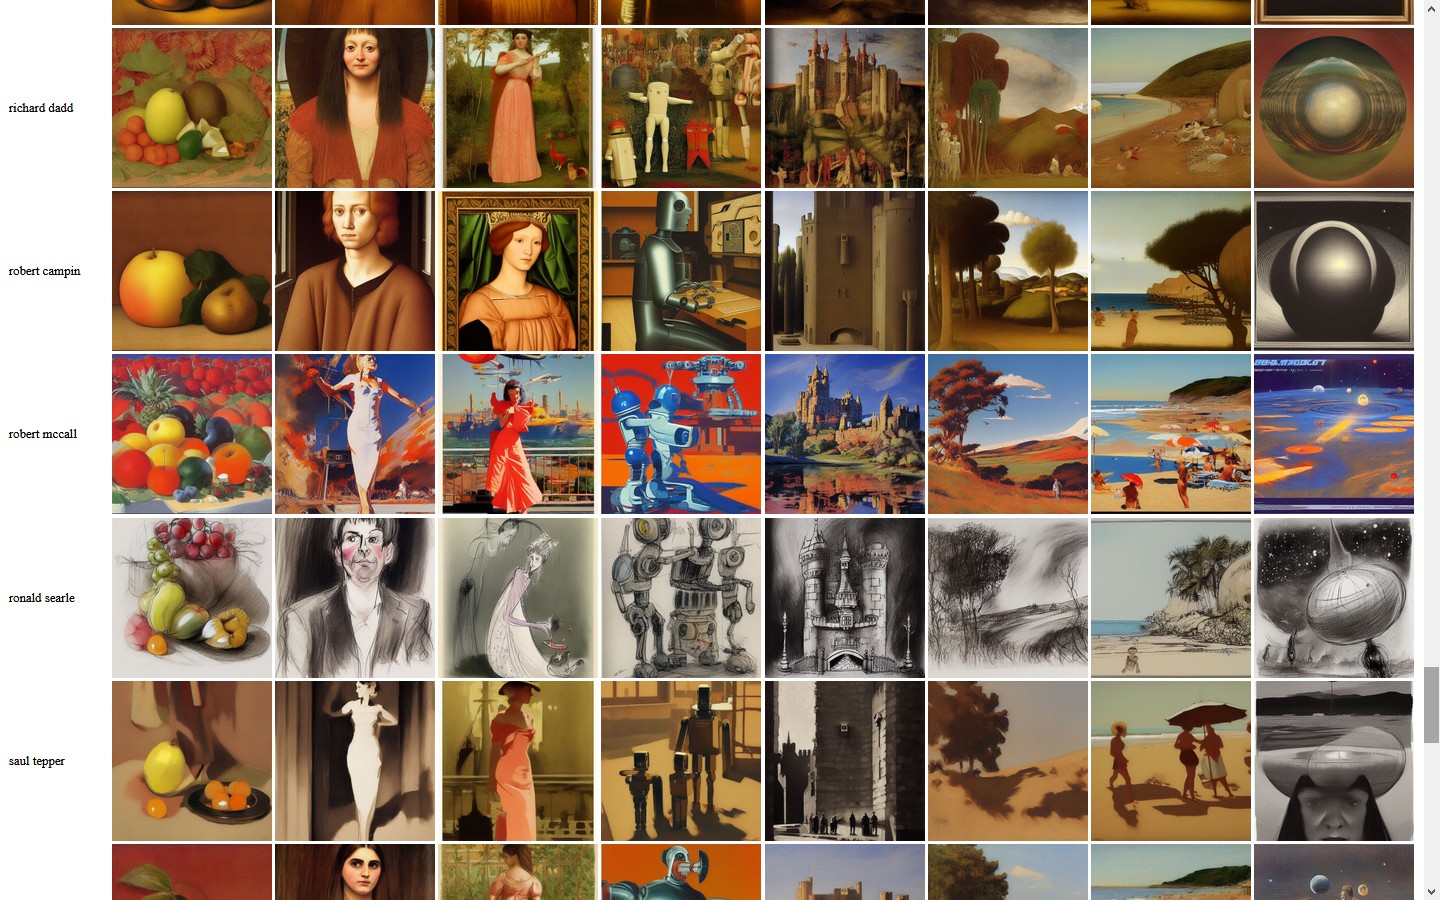 richard dadd
robert campin
robert mccall
ronald searle
saul tepper